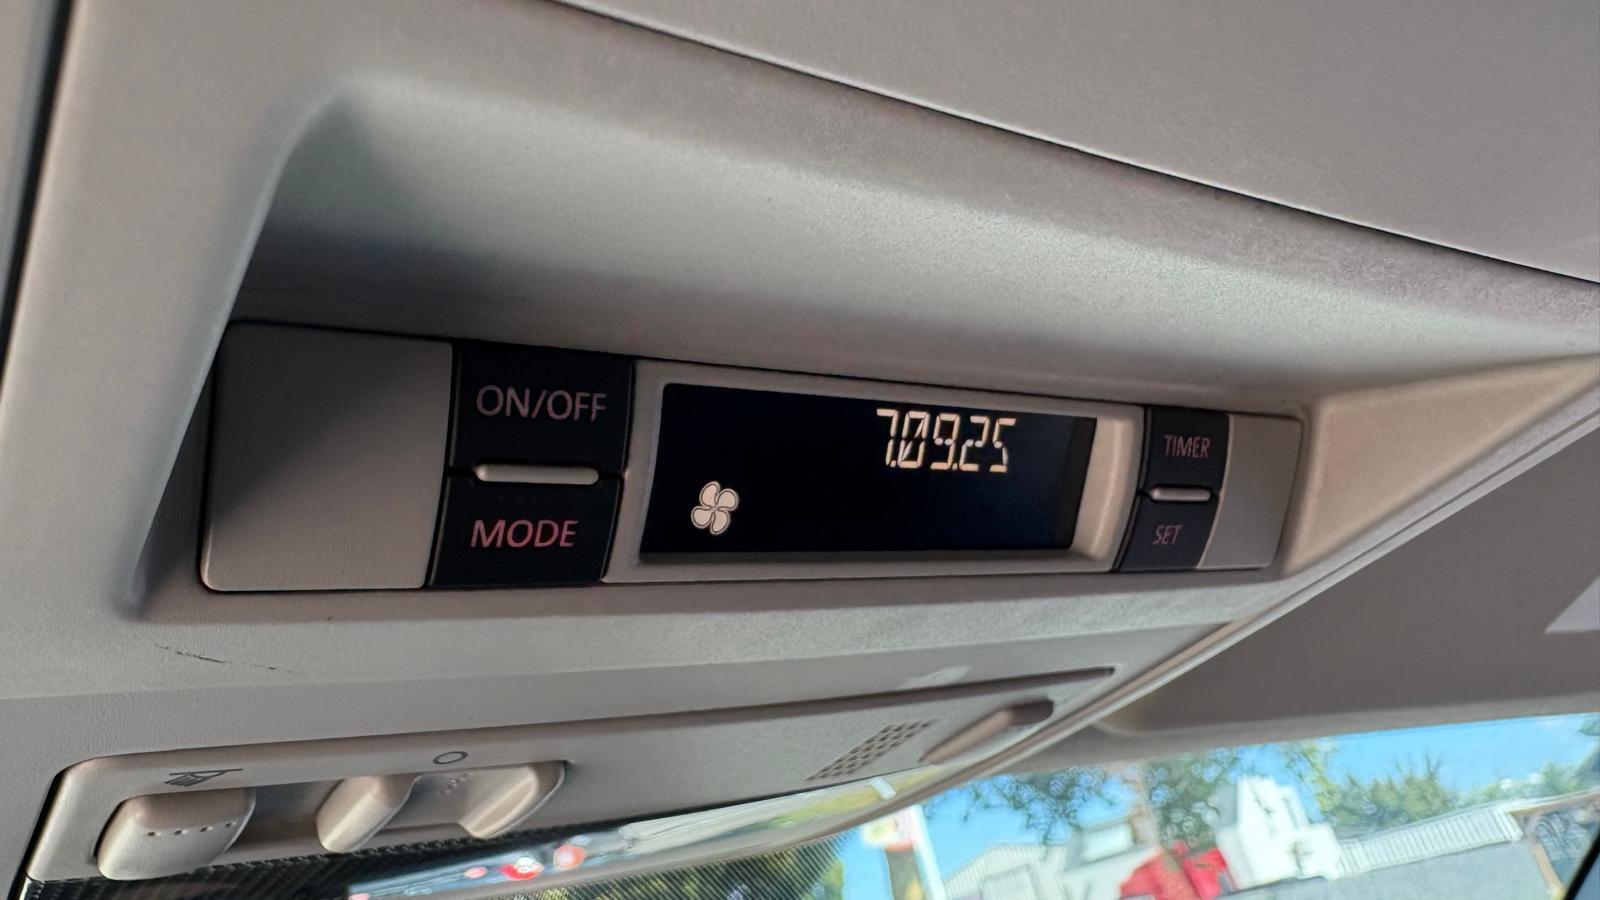 ON/OFF
MODE
7.09.25
TIMER
SET